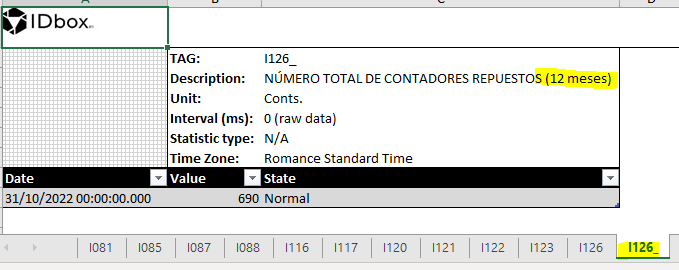 A B C D
IDbox
TAG: I126_
Description: NÚMERO TOTAL DE CONTADORES REPUESTOS (12 meses)
Unit: Conts.
Interval (ms): 0 (raw data)
Statistic type: N/A
Time Zone: Romance Standard Time
Date Value State
31/10/2022 00:00:00.000 690 Normal
I081 I085 I087 I088 I116 I117 I120 I121 I122 I123 I126 I126_